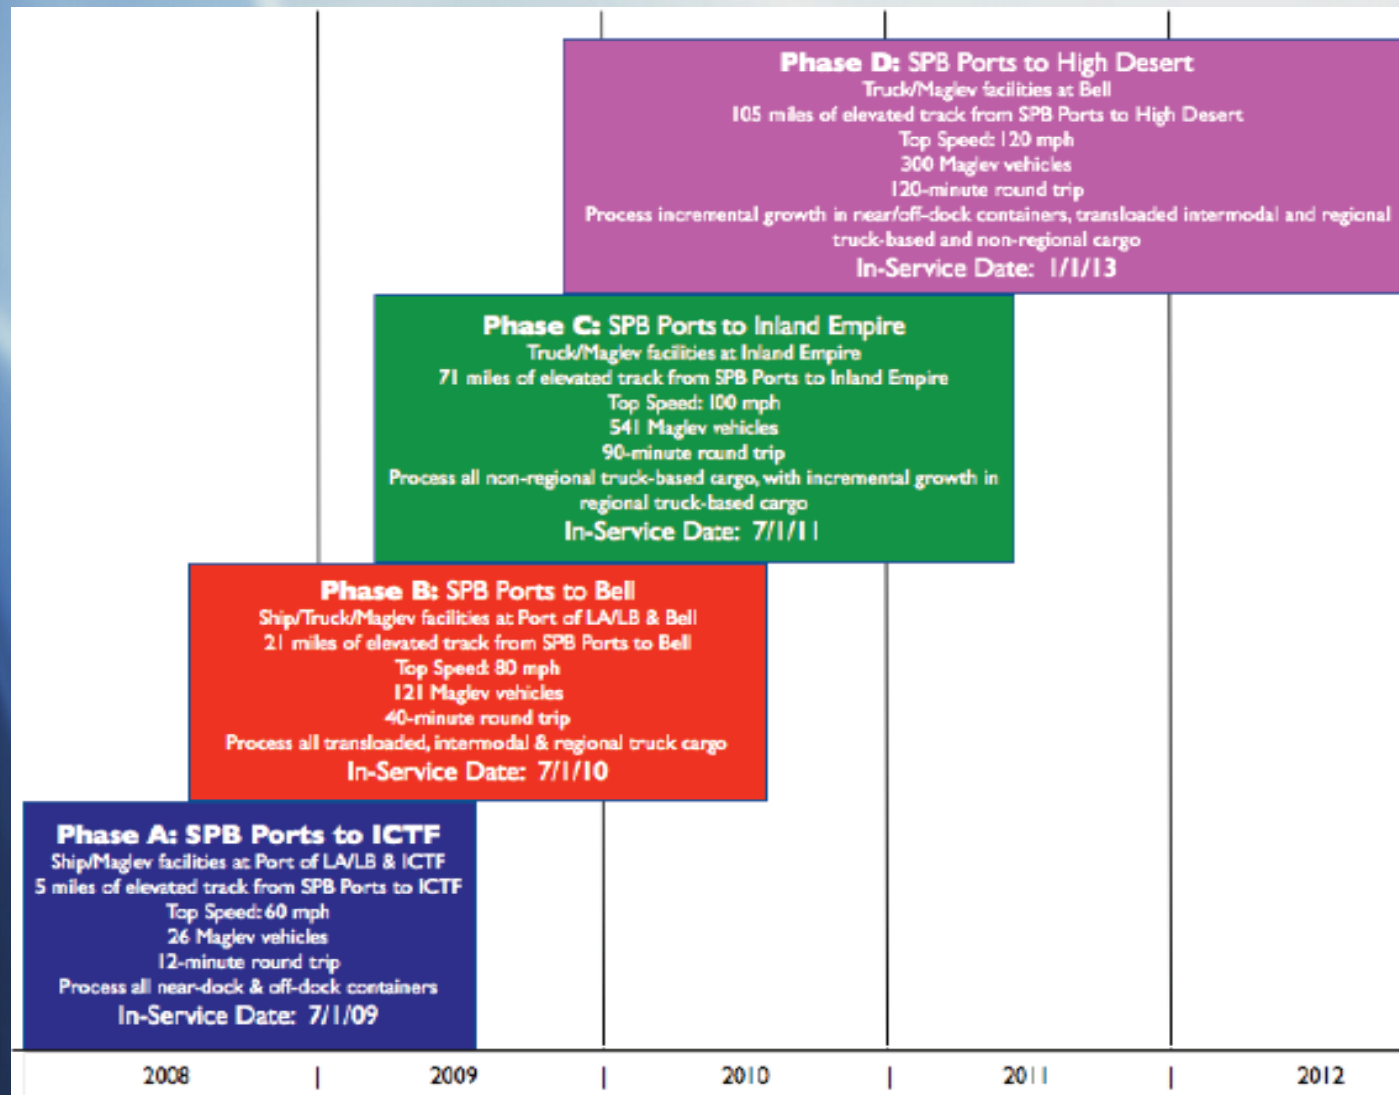 Phase D: SPB Ports to High Desert
Truck/Maglev facilities at Bell
105 miles of elevated track from SPB Ports to High Desert
Top Speed: 120 mph
300 Maglev vehicles
120-minute round trip
Process incremental growth in near/off-dock containers, transloaded intermodal and regional
truck-based and non-regional cargo
In-Service Date: 1/1/13
Phase C: SPB Ports to Inland Empire
Truck/Maglev facilities at Inland Empire
71 miles of elevated track from SPB Ports to Inland Empire
Top Speed: 100 mph
541 Maglev vehicles
90-minute round trip
Process all non-regional truck-based cargo, with incremental growth in
regional truck-based cargo
In-Service Date: 7/1/11
Phase B: SPB Ports to Bell
Ship/Truck/Maglev facilities at Port of LA/LB & Bell
21 miles of elevated track from SPB Ports to Bell
Top Speed: 80 mph
121 Maglev vehicles
40-minute round trip
Process all transloaded, intermodal & regional truck cargo
In-Service Date: 7/1/10
Phase A: SPB Ports to ICTF
Ship/Maglev facilities at Port of LA/LB & ICTF
5 miles of elevated track from SPB Ports to ICTF
Top Speed: 60 mph
26 Maglev vehicles
12-minute round trip
Process all near-dock & off-dock containers
In-Service Date: 7/1/09
2008 | 2009 | 2010 | 2011 | 2012